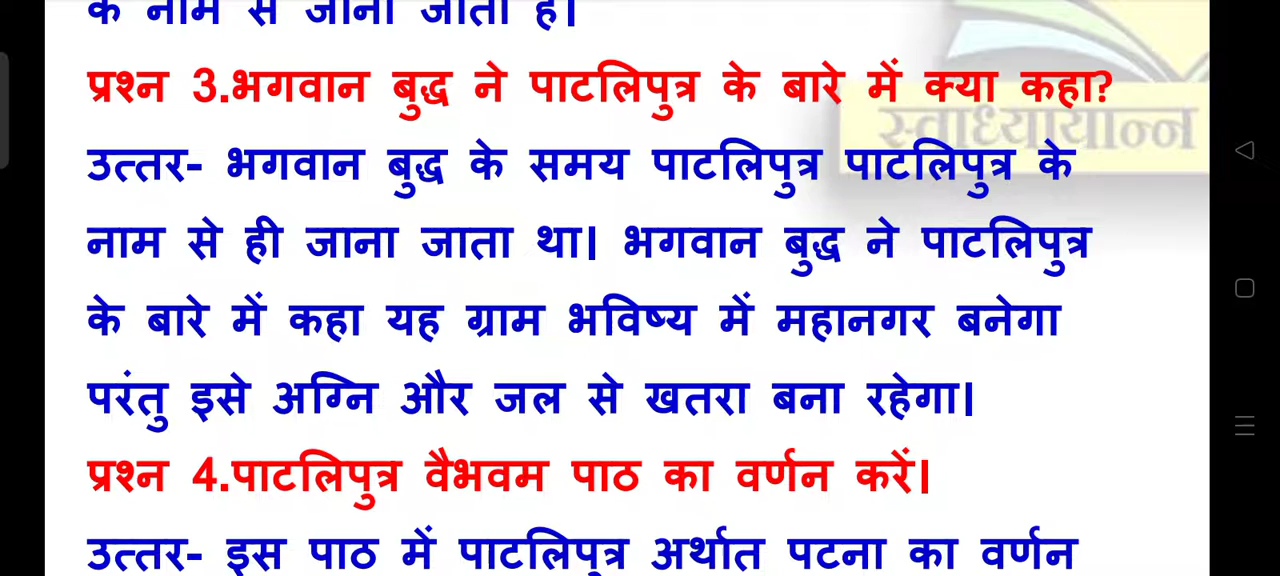 के नाम से जाना जाता है।
प्रश्न 3.भगवान बुद्ध ने पाटलिपुत्र के बारे में क्या कहा?
स्वाध्यायान्न
उत्तर- भगवान बुद्ध के समय पाटलिपुत्र पाटलिपुत्र के
नाम से ही जाना जाता था। भगवान बुद्ध ने पाटलिपुत्र
के बारे में कहा यह ग्राम भविष्य में महानगर बनेगा
परंतु इसे अग्नि और जल से खतरा बना रहेगा।
प्रश्न 4.पाटलिपुत्र वैभवम पाठ का वर्णन करें।
उत्तर- इस पाठ में पाटलिपुत्र अर्थात पटना का वर्णन